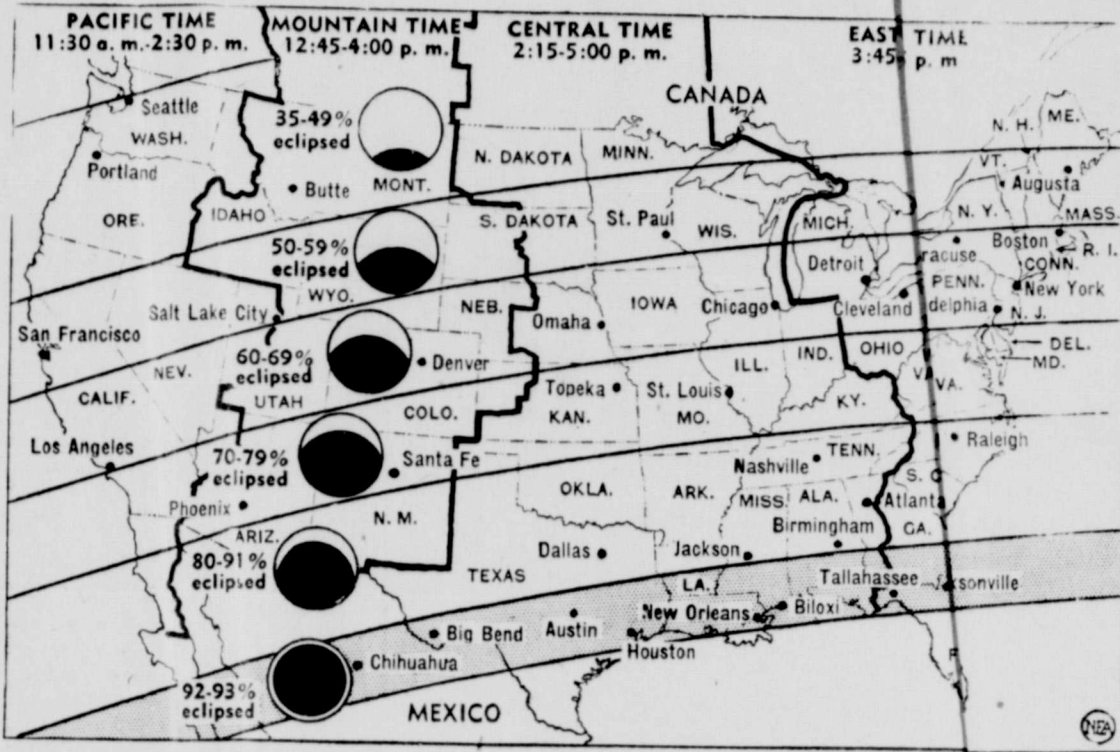 PACIFIC TIME
11:30 a. m.-2:30 p. m.
MOUNTAIN TIME
12:45-4:00 p. m.
CENTRAL TIME
2:15-5:00 p. m.
EAST TIME
3:45- p. m
CANADA
Seattle
WASH.
Portland
ORE.
IDAHO
35-49%
eclipsed
Butte
MONT.
N. DAKOTA
MINN.
N. H.
ME.
VT.
Augusta
50-59%
eclipsed
WYO.
S. DAKOTA
St. Paul
WIS.
MICH.
N. Y.
MASS.
Boston
R. I.
CONN.
Detroit
racuse
PENN.
New York
delphia
N. J.
Salt Lake City
NEB.
Omaha
IOWA
Chicago
Cleveland
San Francisco
NEV.
CALIF.
60-69%
eclipsed
UTAH
Denver
COLO.
Topeka
KAN.
St. Louis
MO.
ILL.
IND.
OHIO
DEL.
MD.
VA.
KY.
Los Angeles
70-79%
eclipsed
Santa Fe
Phoenix
ARIZ.
N. M.
OKLA.
ARK.
Nashville
TENN.
Raleigh
S. C
MISS.
ALA.
Atlanta
GA.
Birmingham
80-91%
eclipsed
TEXAS
Dallas
Jackson
LA.
Tallahassee
ksonville
New Orleans
Biloxi
Big Bend
Austin
Houston
Chihuahua
F
92-93%
eclipsed
MEXICO
NEA